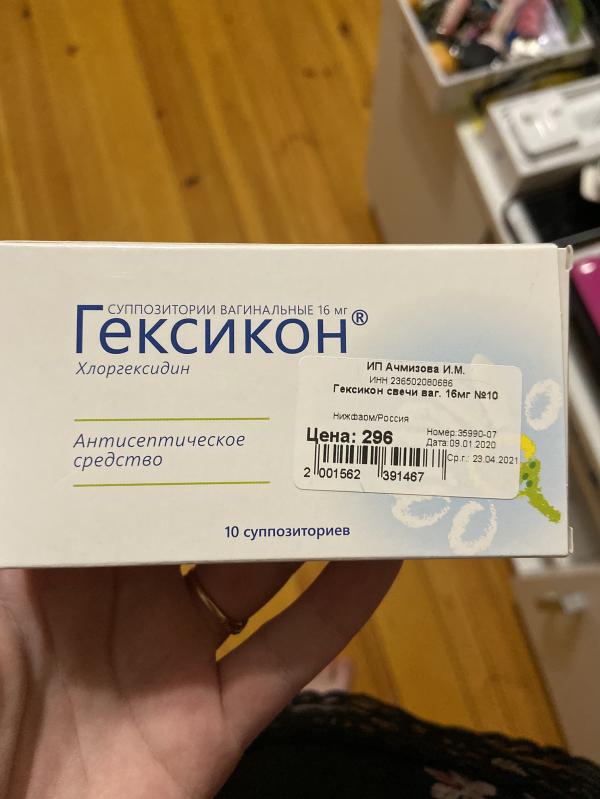 СУППОЗИТОРИИ ВАГИНАЛЬНЫЕ 16 мг
Гексикон®
Хлоргексидин
Антисептическое
средство
10 суппозиториев
ИП Ачмизова И.М.
ИНН 236502080686
Гексикон свечи ваг. 16мг №10
Нижфарм/Россия
Цена: 296
Номер:35990-07
Дата:09.01.2020
Ср.г.: 23.04.2021
2 001562 391467